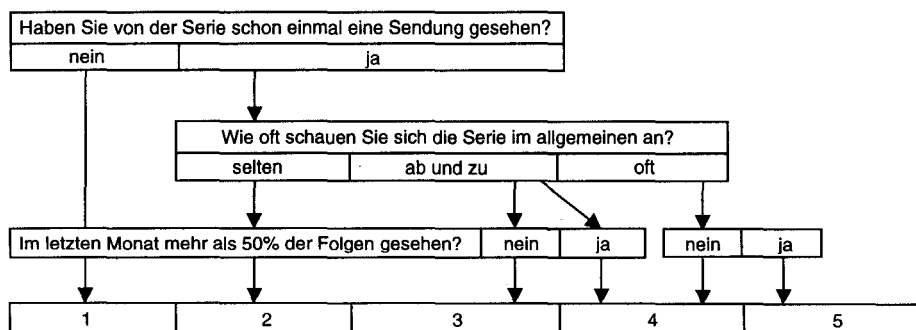 Haben Sie von der Serie schon einmal eine Sendung gesehen?
nein ja
Wie oft schauen Sie sich die Serie im allgemeinen an?
selten ab und zu oft
Im letzten Monat mehr als 50% der Folgen gesehen? nein ja nein ja
1 2 3 4 5